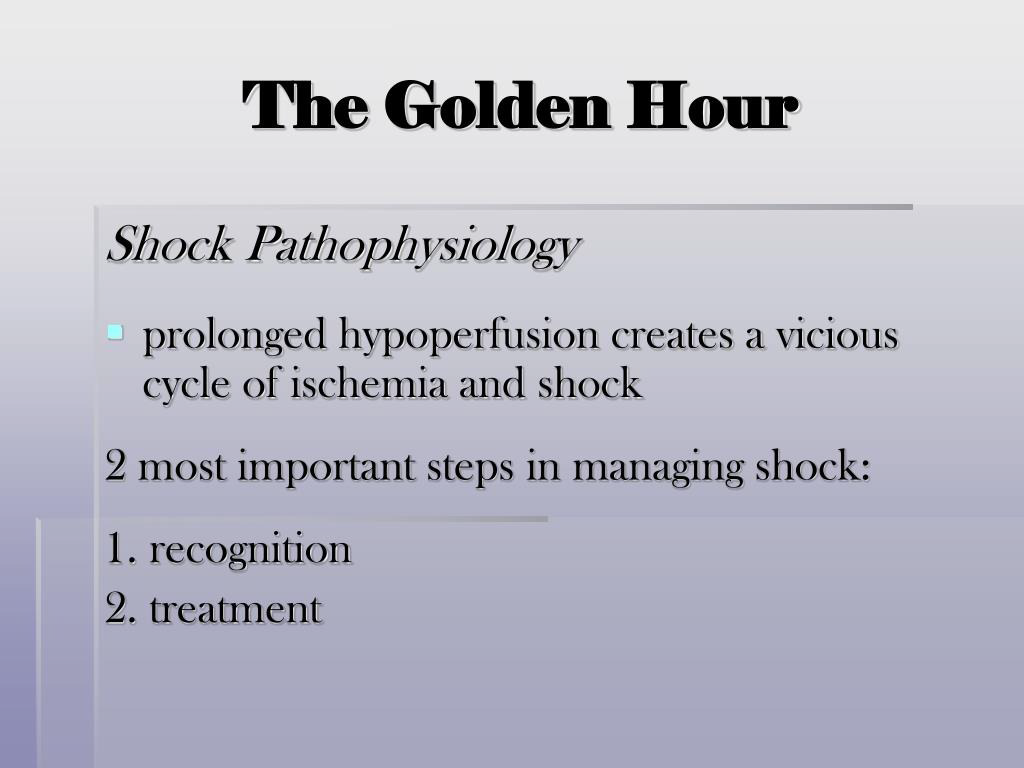 The Golden Hour
Shock Pathophysiology
▪ prolonged hypoperfusion creates a vicious
cycle of ischemia and shock
2 most important steps in managing shock:
1. recognition
2. treatment